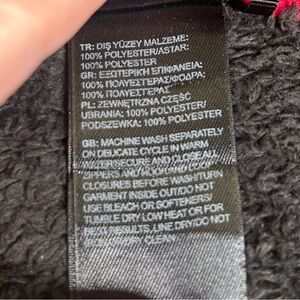 TR: DIŞ YÜZEY MALZEME:
100% POLYESTER/ASTAR:
100% POLYESTER
GR: ΕΞΩΤΕΡΙΚΗ ΕΠΙΦΑΝΕΙΑ:
100% ΠΟΛΥΕΣΤΕΡΑΣ/ΦΟΔΡΑ:
100% ΠΟΛΥΕΣΤΕΡΑΣ
PL: ZEWNĘTRZNA CZĘŚĆ
UBRANIA: 100% POLYESTER/
PODSZEWKA: 100% POLYESTER
GB: MACHINE WASH SEPARATELY
ON DELICATE CYCLE IN WARM
WATER/SECURE AND CLOSE ALL
ZIPPERS AND HOOK AND LOOP
CLOSURES BEFORE WASH/TURN
GARMENT INSIDE OUT/DO NOT
USE BLEACH OR SOFTENERS/
TUMBLE DRY LOW HEAT OR FOR
BEST RESULTS, LINE DRY/DO NOT
IRON/DO NOT DRY CLEAN